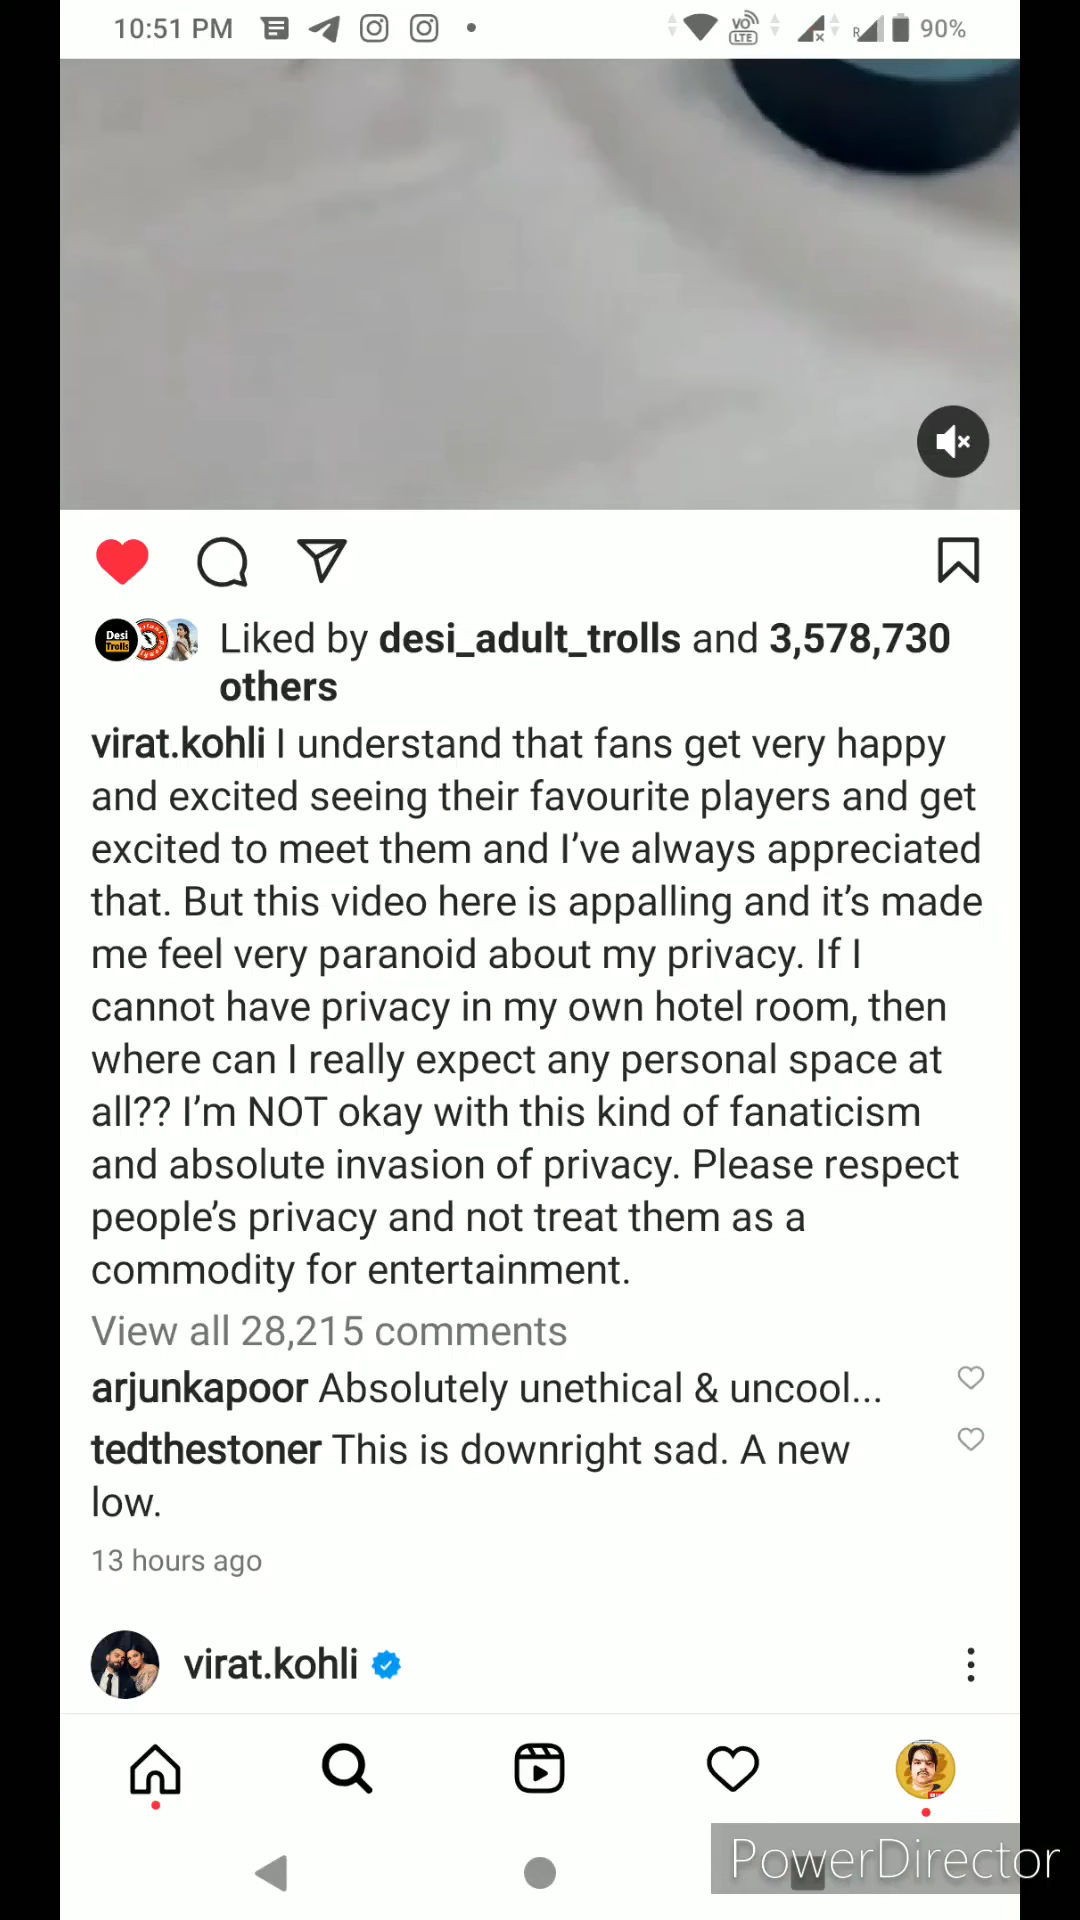 10:51 PM
VO LTE
R
90%
Desi
Trolls
Liked by desi_adult_trolls and 3,578,730
others
virat.kohli I understand that fans get very happy
and excited seeing their favourite players and get
excited to meet them and I’ve always appreciated
that. But this video here is appalling and it’s made
me feel very paranoid about my privacy. If I
cannot have privacy in my own hotel room, then
where can I really expect any personal space at
all?? I’m NOT okay with this kind of fanaticism
and absolute invasion of privacy. Please respect
people’s privacy and not treat them as a
commodity for entertainment.
View all 28,215 comments
arjunkapoor Absolutely unethical & uncool...
tedthestoner This is downright sad. A new
low.
13 hours ago
virat.kohli
PowerDirector